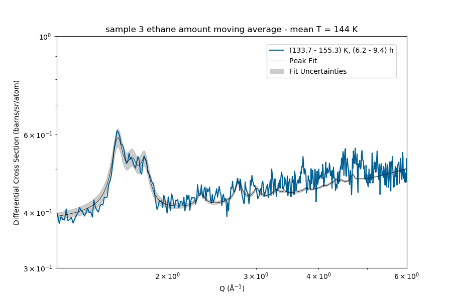 sample 3 ethane amount moving average - mean T = 144 K
(133.7 - 155.3) K, (6.2 - 9.4) h
Peak Fit
Fit Uncertainties
Differential Cross Section (barns/sr/atom)
10⁰
6 × 10⁻¹
4 × 10⁻¹
3 × 10⁻¹
2 × 10⁰ 3 × 10⁰ 4 × 10⁰ 6 × 10⁰
Q (Å⁻¹)